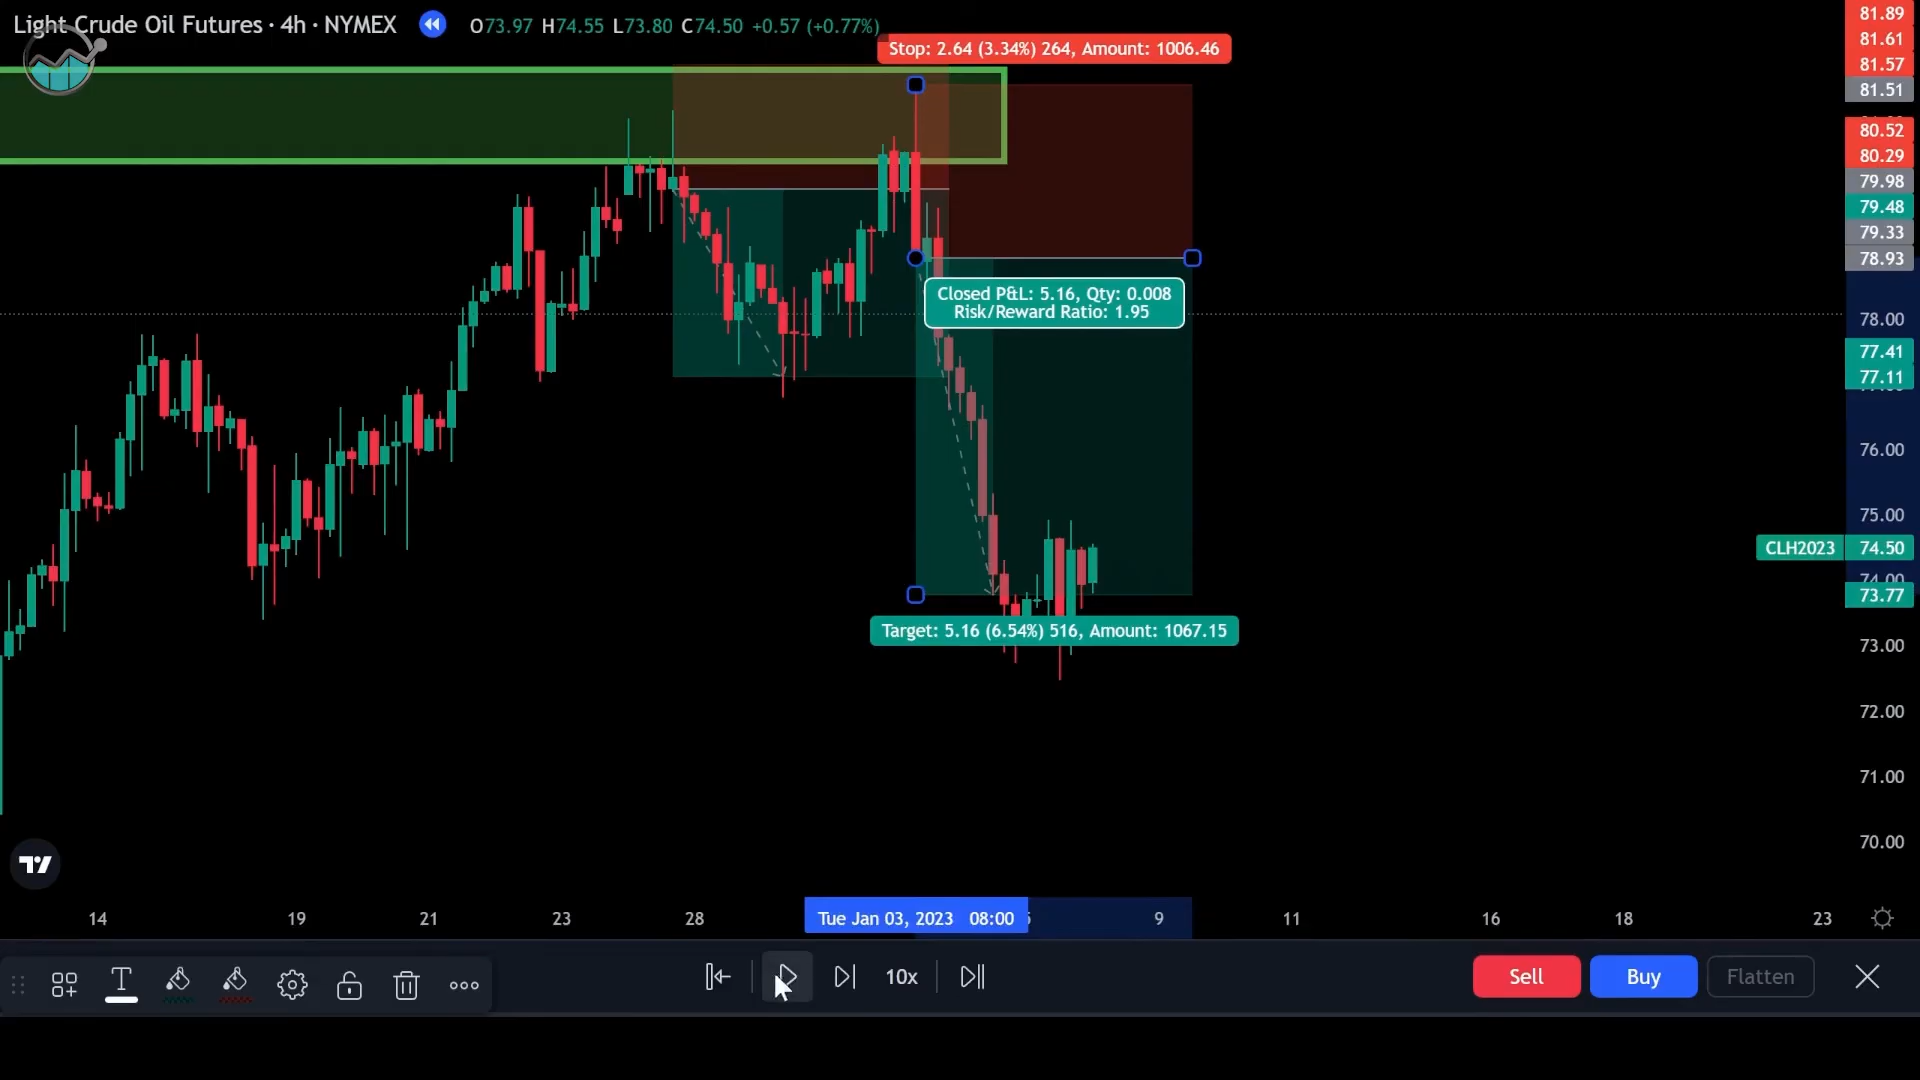 Light Crude Oil Futures · 4h · NYMEX O73.97 H74.55 L73.80 C74.50 +0.57 (+0.77%)
Stop: 2.64 (3.34%) 264, Amount: 1006.46
Closed P&L: 5.16, Qty: 0.008
Risk/Reward Ratio: 1.95
Target: 5.16 (6.54%) 516, Amount: 1067.15
81.89
81.61
81.57
81.51
80.52
80.29
79.98
79.48
79.33
78.93
78.00
77.41
77.11
76.00
75.00
CLH2023 74.50
74.00
73.77
73.00
72.00
71.00
70.00
14 19 21 23 28 Tue Jan 03, 2023 08:00 9 11 16 18 23
10x Sell Buy Flatten